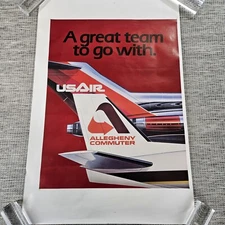 A great team
to go with.
USAIR
ALLEGHENY
COMMUTER